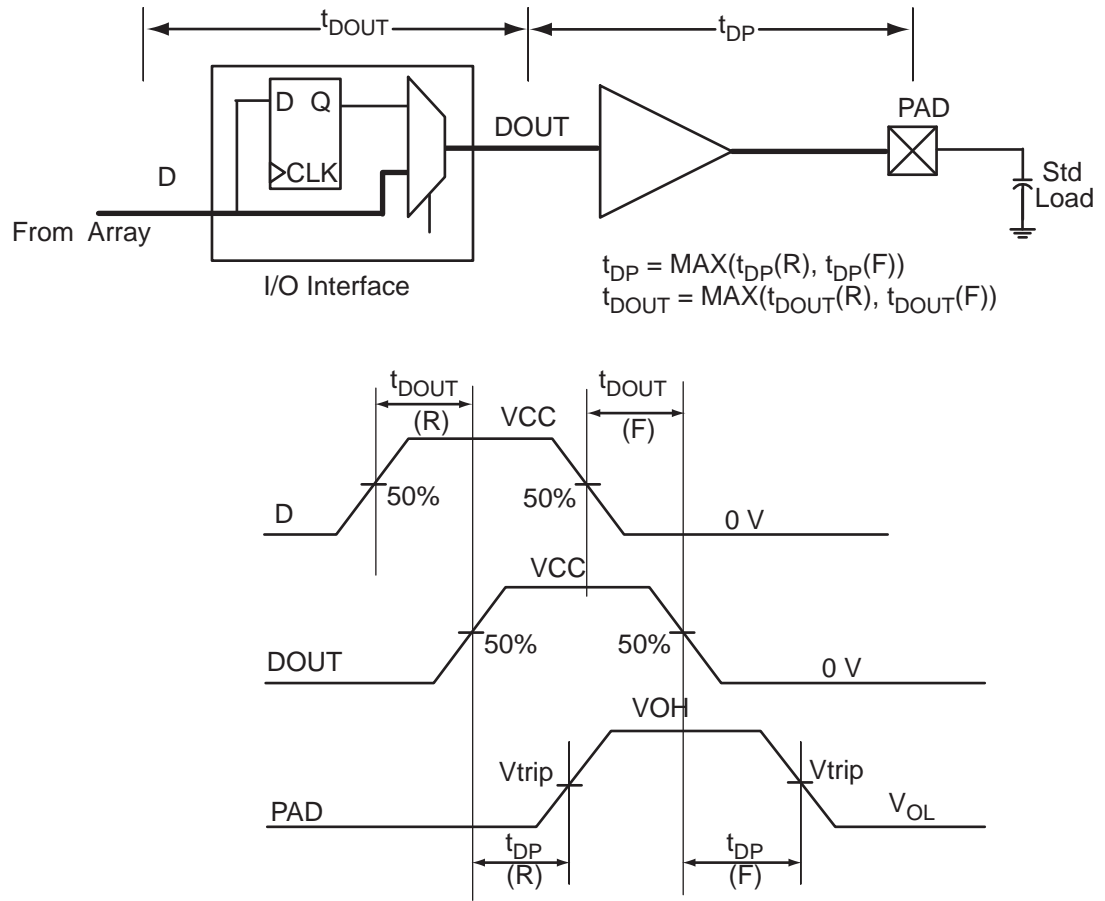 tDOUT
tDP
D Q
CLK
DOUT
PAD
D
Std
Load
From Array
I/O Interface
tDP = MAX(tDP(R), tDP(F))
tDOUT = MAX(tDOUT(R), tDOUT(F))
tDOUT
(R)
VCC
tDOUT
(F)
50%
50%
D
0 V
VCC
50%
50%
DOUT
0 V
VOH
Vtrip
Vtrip
PAD
VOL
tDP
(R)
tDP
(F)